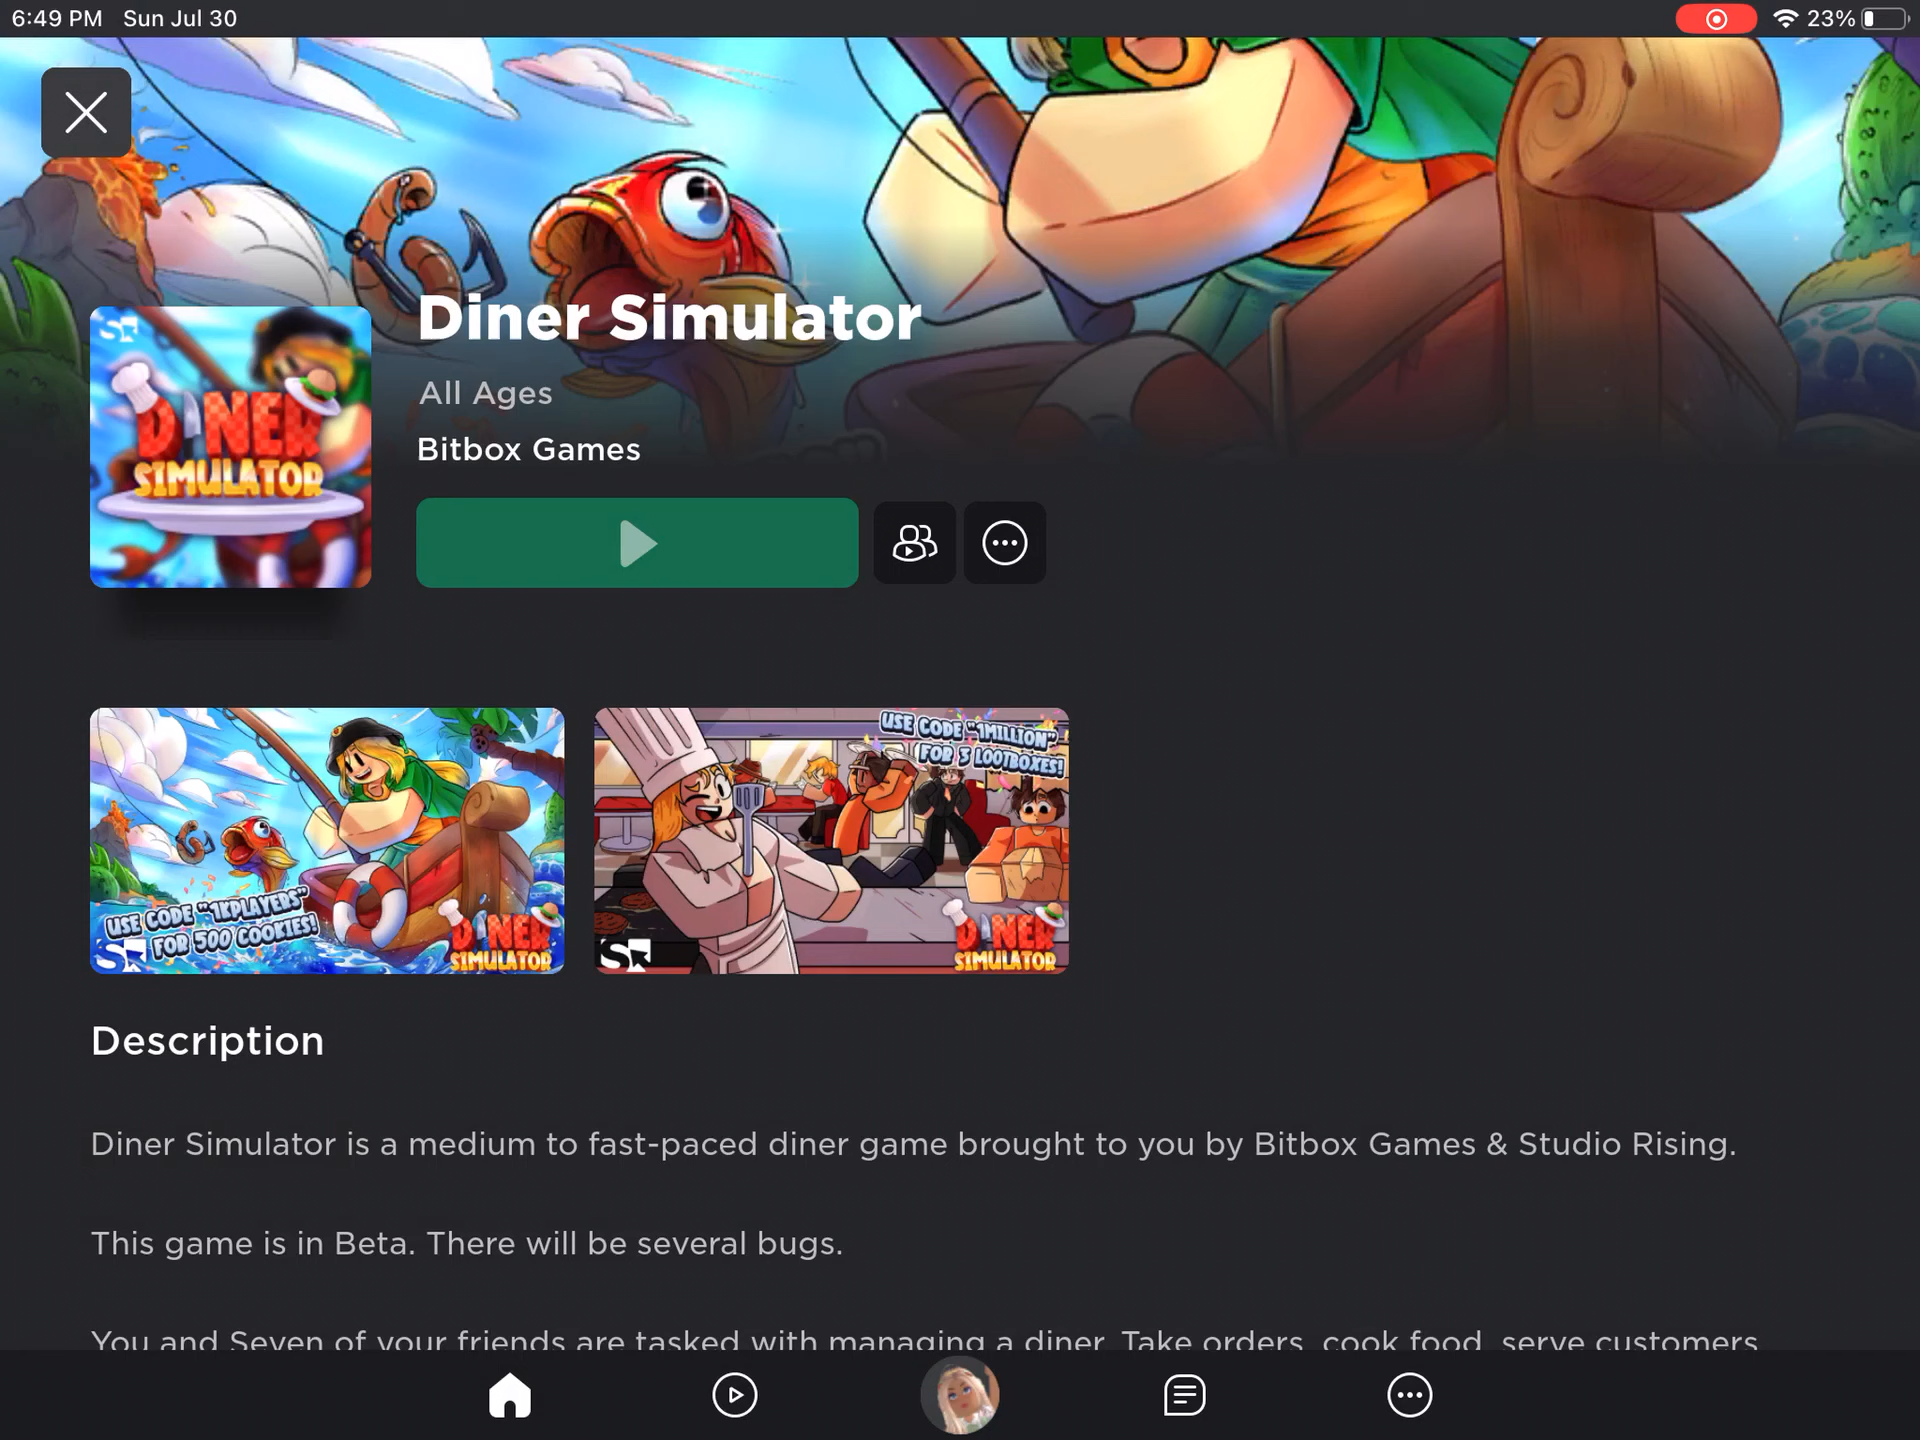 6:49 PM Sun Jul 30
23%
Diner Simulator
All Ages
Bitbox Games
DINER
SIMULATOR
USE CODE "1KPLAYERS"
FOR 500 COOKIES!
DINER
SIMULATOR
USE CODE "1MILLION"
FOR 3 LOOTBOXES!
DINER
SIMULATOR
Description
Diner Simulator is a medium to fast-paced diner game brought to you by Bitbox Games & Studio Rising.
This game is in Beta. There will be several bugs.
You and Seven of your friends are tasked with managing a diner. Take orders, cook food, serve customers